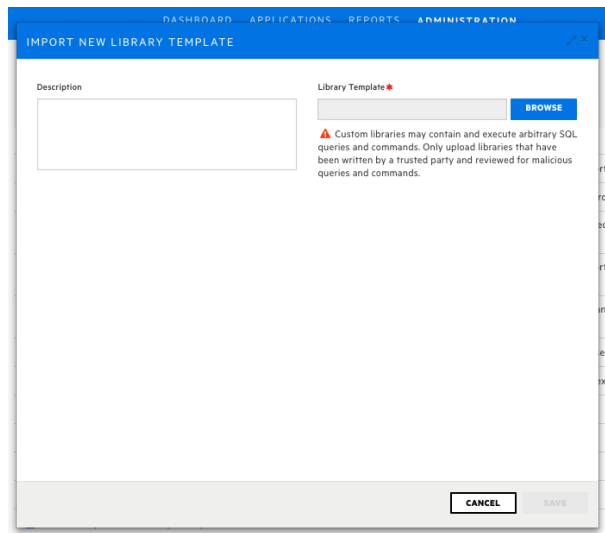 DASHBOARD APPLICATIONS REPORTS ADMINISTRATION
IMPORT NEW LIBRARY TEMPLATE
Description
Library Template*
BROWSE
Custom libraries may contain and execute arbitrary SQL
queries and commands. Only upload libraries that have
been written by a trusted party and reviewed for malicious
queries and commands.
CANCEL SAVE